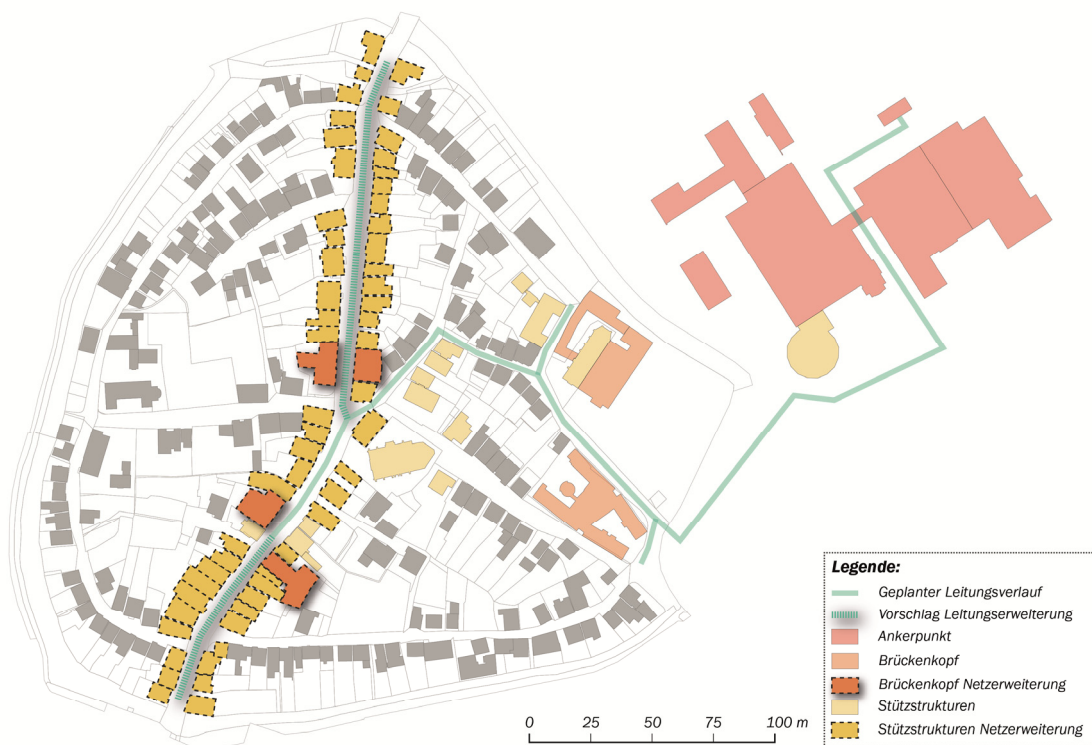 Legende:
Geplanter Leitungsverlauf
Vorschlag Leitungserweiterung
Ankerpunkt
Brückenkopf
Brückenkopf Netzerweiterung
Stützstrukturen
Stützstrukturen Netzerweiterung
0 25 50 75 100 m